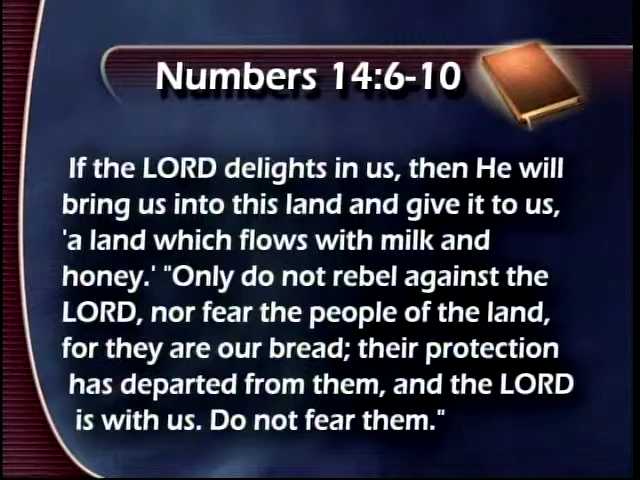 Numbers 14:6-10
If the LORD delights in us, then He will
bring us into this land and give it to us,
'a land which flows with milk and
honey.' "Only do not rebel against the
LORD, nor fear the people of the land,
for they are our bread; their protection
has departed from them, and the LORD
is with us. Do not fear them."